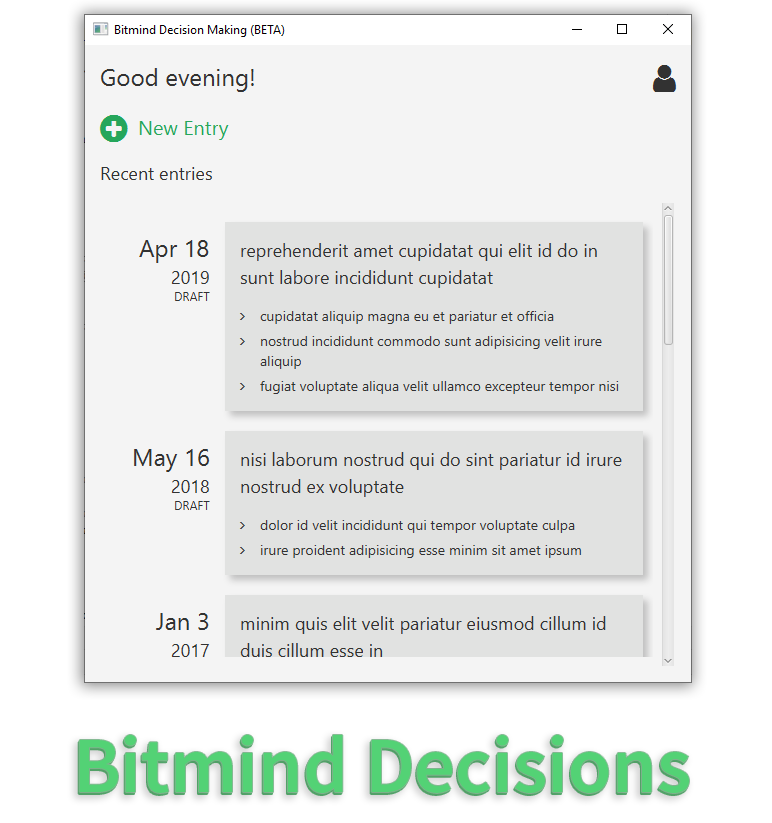 Bitmind Decision Making (BETA)
Good evening!
New Entry
Recent entries
Apr 18
2019
DRAFT
reprehenderit amet cupidatat qui elit id do in
sunt labore incididunt cupidatat
cupidatat aliquip magna eu et pariatur et officia
nostrud incididunt commodo sunt adipisicing velit irure
aliquip
fugiat voluptate aliqua velit ullamco excepteur tempor nisi
May 16
2018
DRAFT
nisi laborum nostrud qui do sint pariatur id irure
nostrud ex voluptate
dolor id velit incididunt qui tempor voluptate culpa
irure proident adipisicing esse minim sit amet ipsum
Jan 3
2017
minim quis elit velit pariatur eiusmod cillum id
duis cillum esse in
Bitmind Decisions